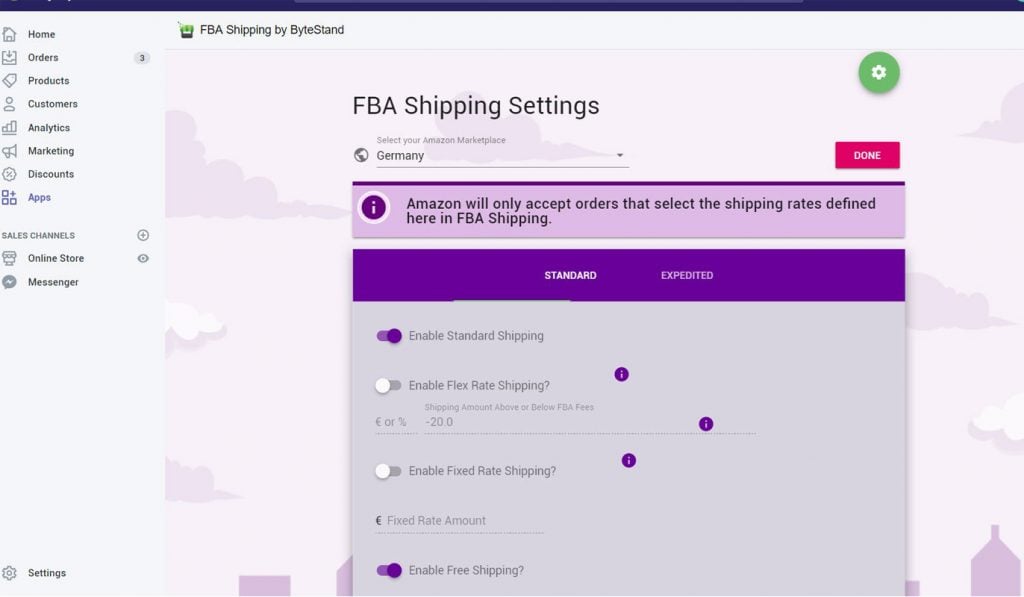 FBA Shipping by ByteStand
Home
Orders 3
Products
Customers
Analytics
Marketing
Discounts
Apps
SALES CHANNELS
Online Store
Messenger
Settings
FBA Shipping Settings
Select your Amazon Marketplace
Germany
DONE
Amazon will only accept orders that select the shipping rates defined
here in FBA Shipping.
STANDARD EXPEDITED
Enable Standard Shipping
Enable Flex Rate Shipping?
Shipping Amount Above or Below FBA Fees
€ or % -20.0
Enable Fixed Rate Shipping?
€ Fixed Rate Amount
Enable Free Shipping?